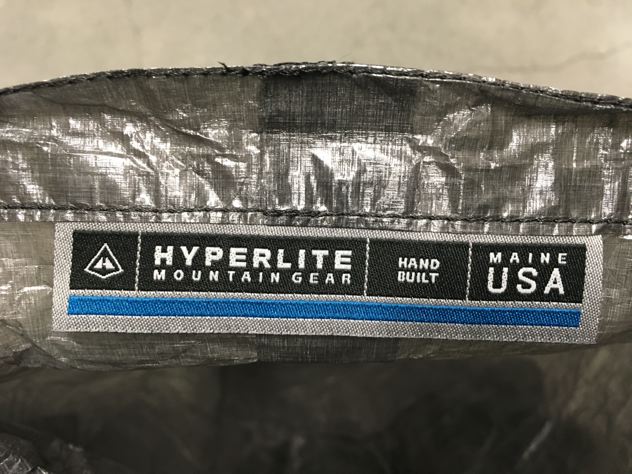 HYPERLITE
MOUNTAIN GEAR
HAND
BUILT
MAINE
USA